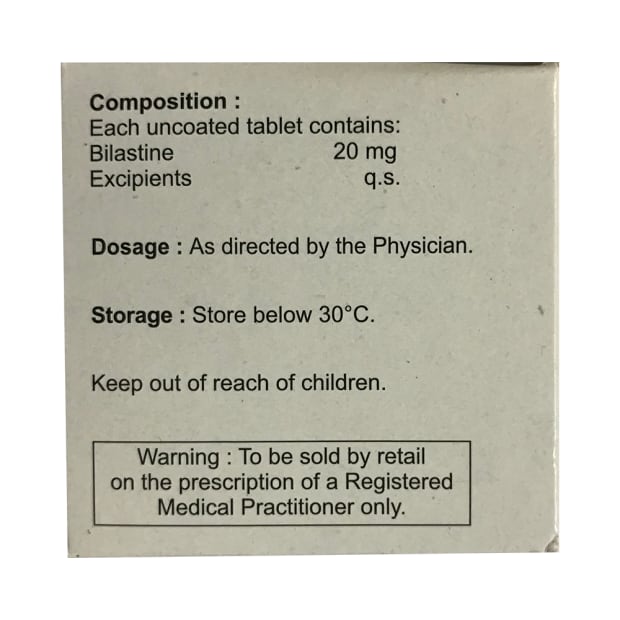 Composition :
Each uncoated tablet contains:
Bilastine 20 mg
Excipients q.s.
Dosage : As directed by the Physician.
Storage : Store below 30°C.
Keep out of reach of children.
Warning : To be sold by retail
on the prescription of a Registered
Medical Practitioner only.